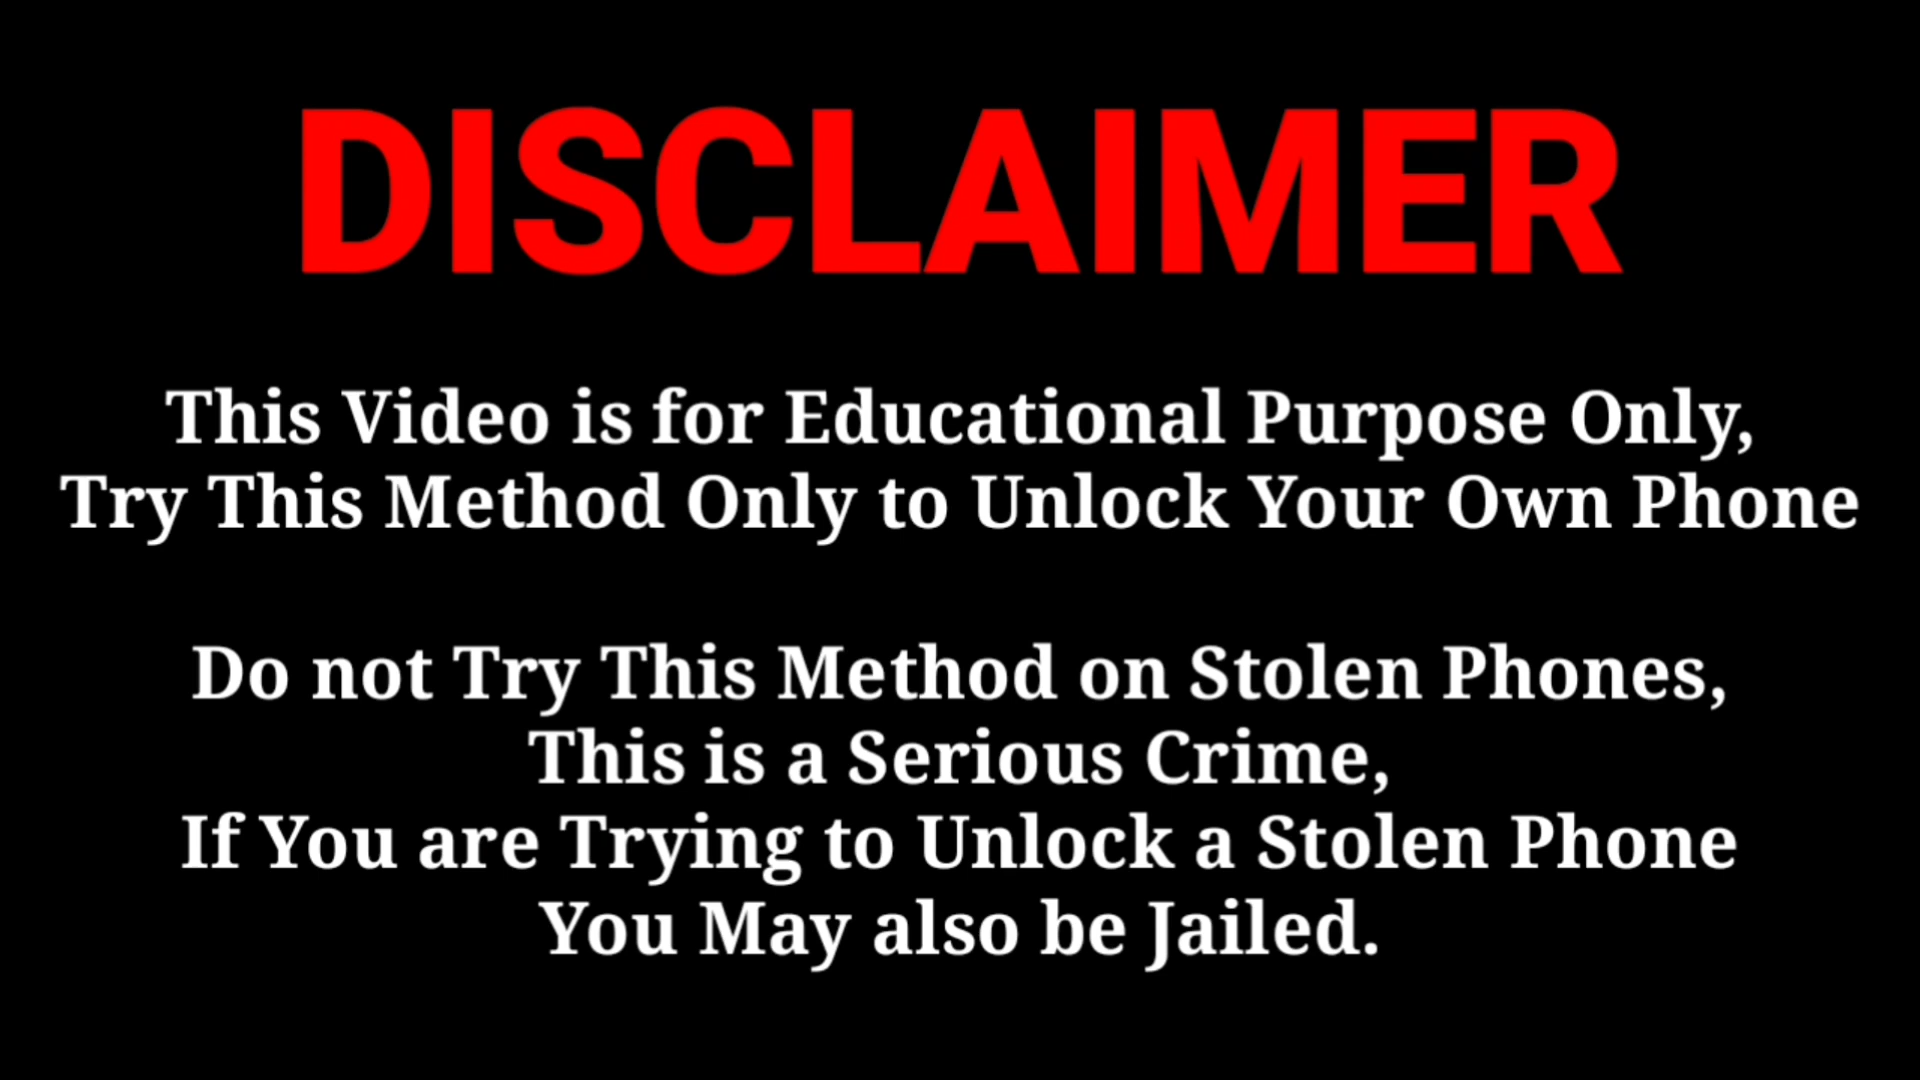 DISCLAIMER
This Video is for Educational Purpose Only,
Try This Method Only to Unlock Your Own Phone
Do not Try This Method on Stolen Phones,
This is a Serious Crime,
If You are Trying to Unlock a Stolen Phone
You May also be Jailed.